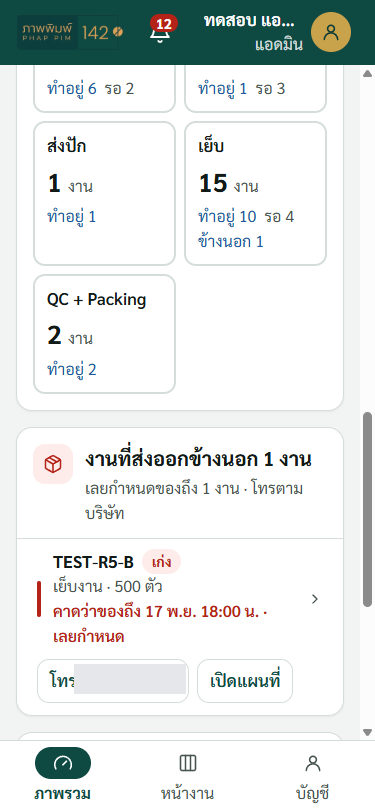 ภาพพิมพ์ 142
PHAP PIM
12
ทดสอบ แอ...
แอดมิน
ทำอยู่ 6 รอ 2
ทำอยู่ 1 รอ 3
ส่งปัก
1 งาน
ทำอยู่ 1
เย็บ
15 งาน
ทำอยู่ 10 รอ 4
ข้างนอก 1
QC + Packing
2 งาน
ทำอยู่ 2
งานที่ส่งออกข้างนอก 1 งาน
เลยกำหนดของถึง 1 งาน · โทรตาม
บริษัท
TEST-R5-B เก่ง
เย็บงาน · 500 ตัว
คาดว่าของถึง 17 พ.ย. 18:00 น. ·
เลยกำหนด
โทร
เปิดแผนที่
ภาพรวม
หน้างาน
บัญชี